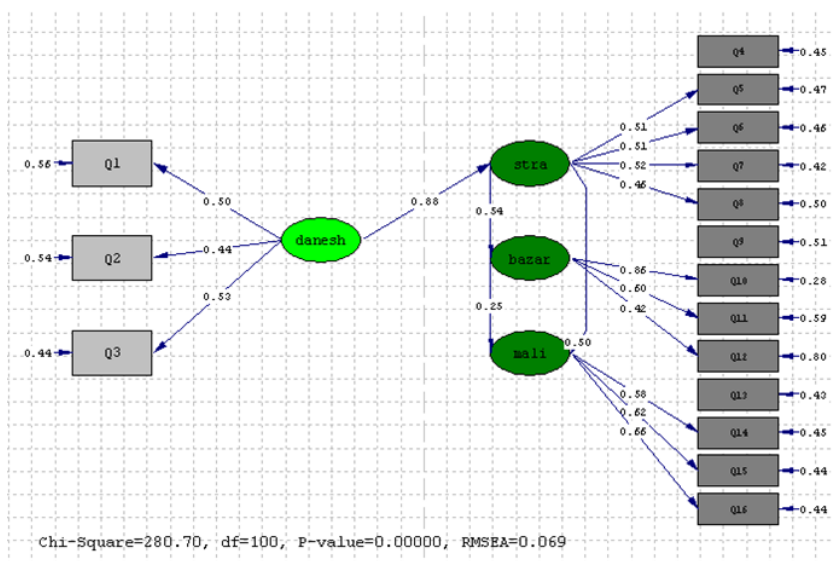 Q4
0.45
Q5
0.47
0.51
Q6
0.46
0.51
0.56
Q1
stra
0.52
Q7
0.42
0.46
0.50
0.88
Q8
0.50
0.54
danesh
Q9
0.51
0.54
Q2
0.44
bazar
0.86
Q10
0.28
0.60
0.53
0.25
0.42
Q11
0.59
0.44
Q3
mali
0.50
Q12
0.80
0.58
Q13
0.43
0.62
0.66
Q14
0.45
Q15
0.44
Q16
0.44
Chi-Square=280.70, df=100, P-value=0.00000, RMSEA=0.069